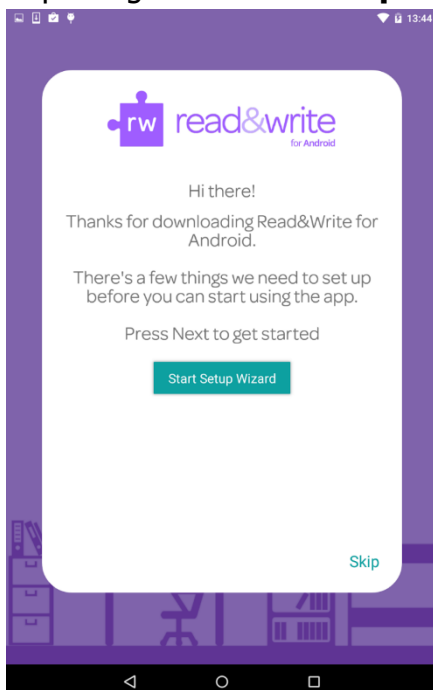 13:44
rw read&write
for Android
Hi there!
Thanks for downloading Read&Write for
Android.
There's a few things we need to set up
before you can start using the app.
Press Next to get started
Start Setup Wizard
Skip